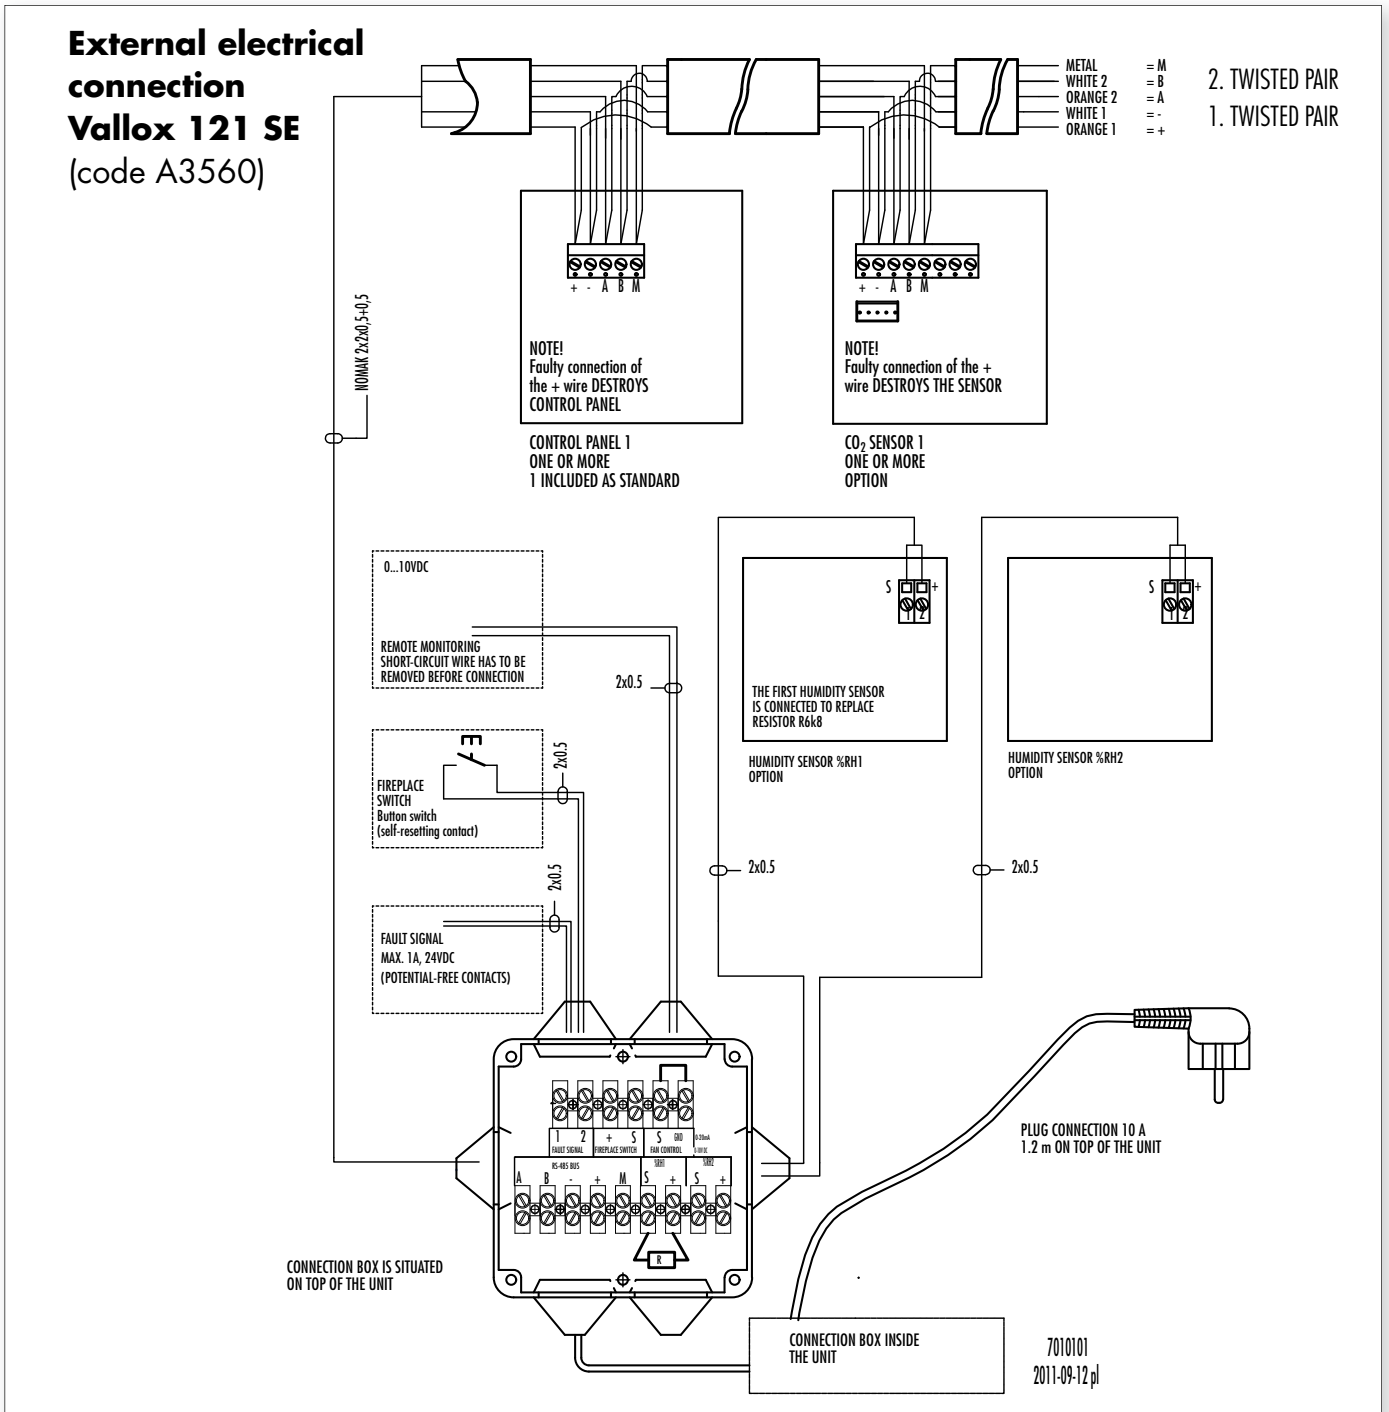 External electrical
connection
Vallox 121 SE
(code A3560)
METAL = M
WHITE 2 = B
ORANGE 2 = A
WHITE 1 = -
ORANGE 1 = +
2. TWISTED PAIR
1. TWISTED PAIR
+ - A B M
NOTE!
Faulty connection of
the + wire DESTROYS
CONTROL PANEL
CONTROL PANEL 1
ONE OR MORE
1 INCLUDED AS STANDARD
+ - A B M
NOTE!
Faulty connection of the +
wire DESTROYS THE SENSOR
CO₂ SENSOR 1
ONE OR MORE
OPTION
NOMAK 2x2x0,5+0,5
0...10VDC
REMOTE MONITORING
SHORT-CIRCUIT WIRE HAS TO BE
REMOVED BEFORE CONNECTION
2x0.5
S +
1 2
THE FIRST HUMIDITY SENSOR
IS CONNECTED TO REPLACE
RESISTOR R6k8
HUMIDITY SENSOR %RH1
OPTION
S +
1 2
HUMIDITY SENSOR %RH2
OPTION
FIREPLACE
SWITCH
Button switch
(self-resetting contact)
2x0.5
2x0.5
2x0.5
2x0.5
FAULT SIGNAL
MAX. 1A, 24VDC
(POTENTIAL-FREE CONTACTS)
1 2 + S S GND 0-20mA
FAULT SIGNAL FIREPLACE SWITCH FAN CONTROL 0-10V DC
RS-485 BUS %RH1 %RH2
A B - + M S + S +
R
CONNECTION BOX IS SITUATED
ON TOP OF THE UNIT
PLUG CONNECTION 10 A
1.2 m ON TOP OF THE UNIT
CONNECTION BOX INSIDE
THE UNIT
7010101
2011-09-12 pl